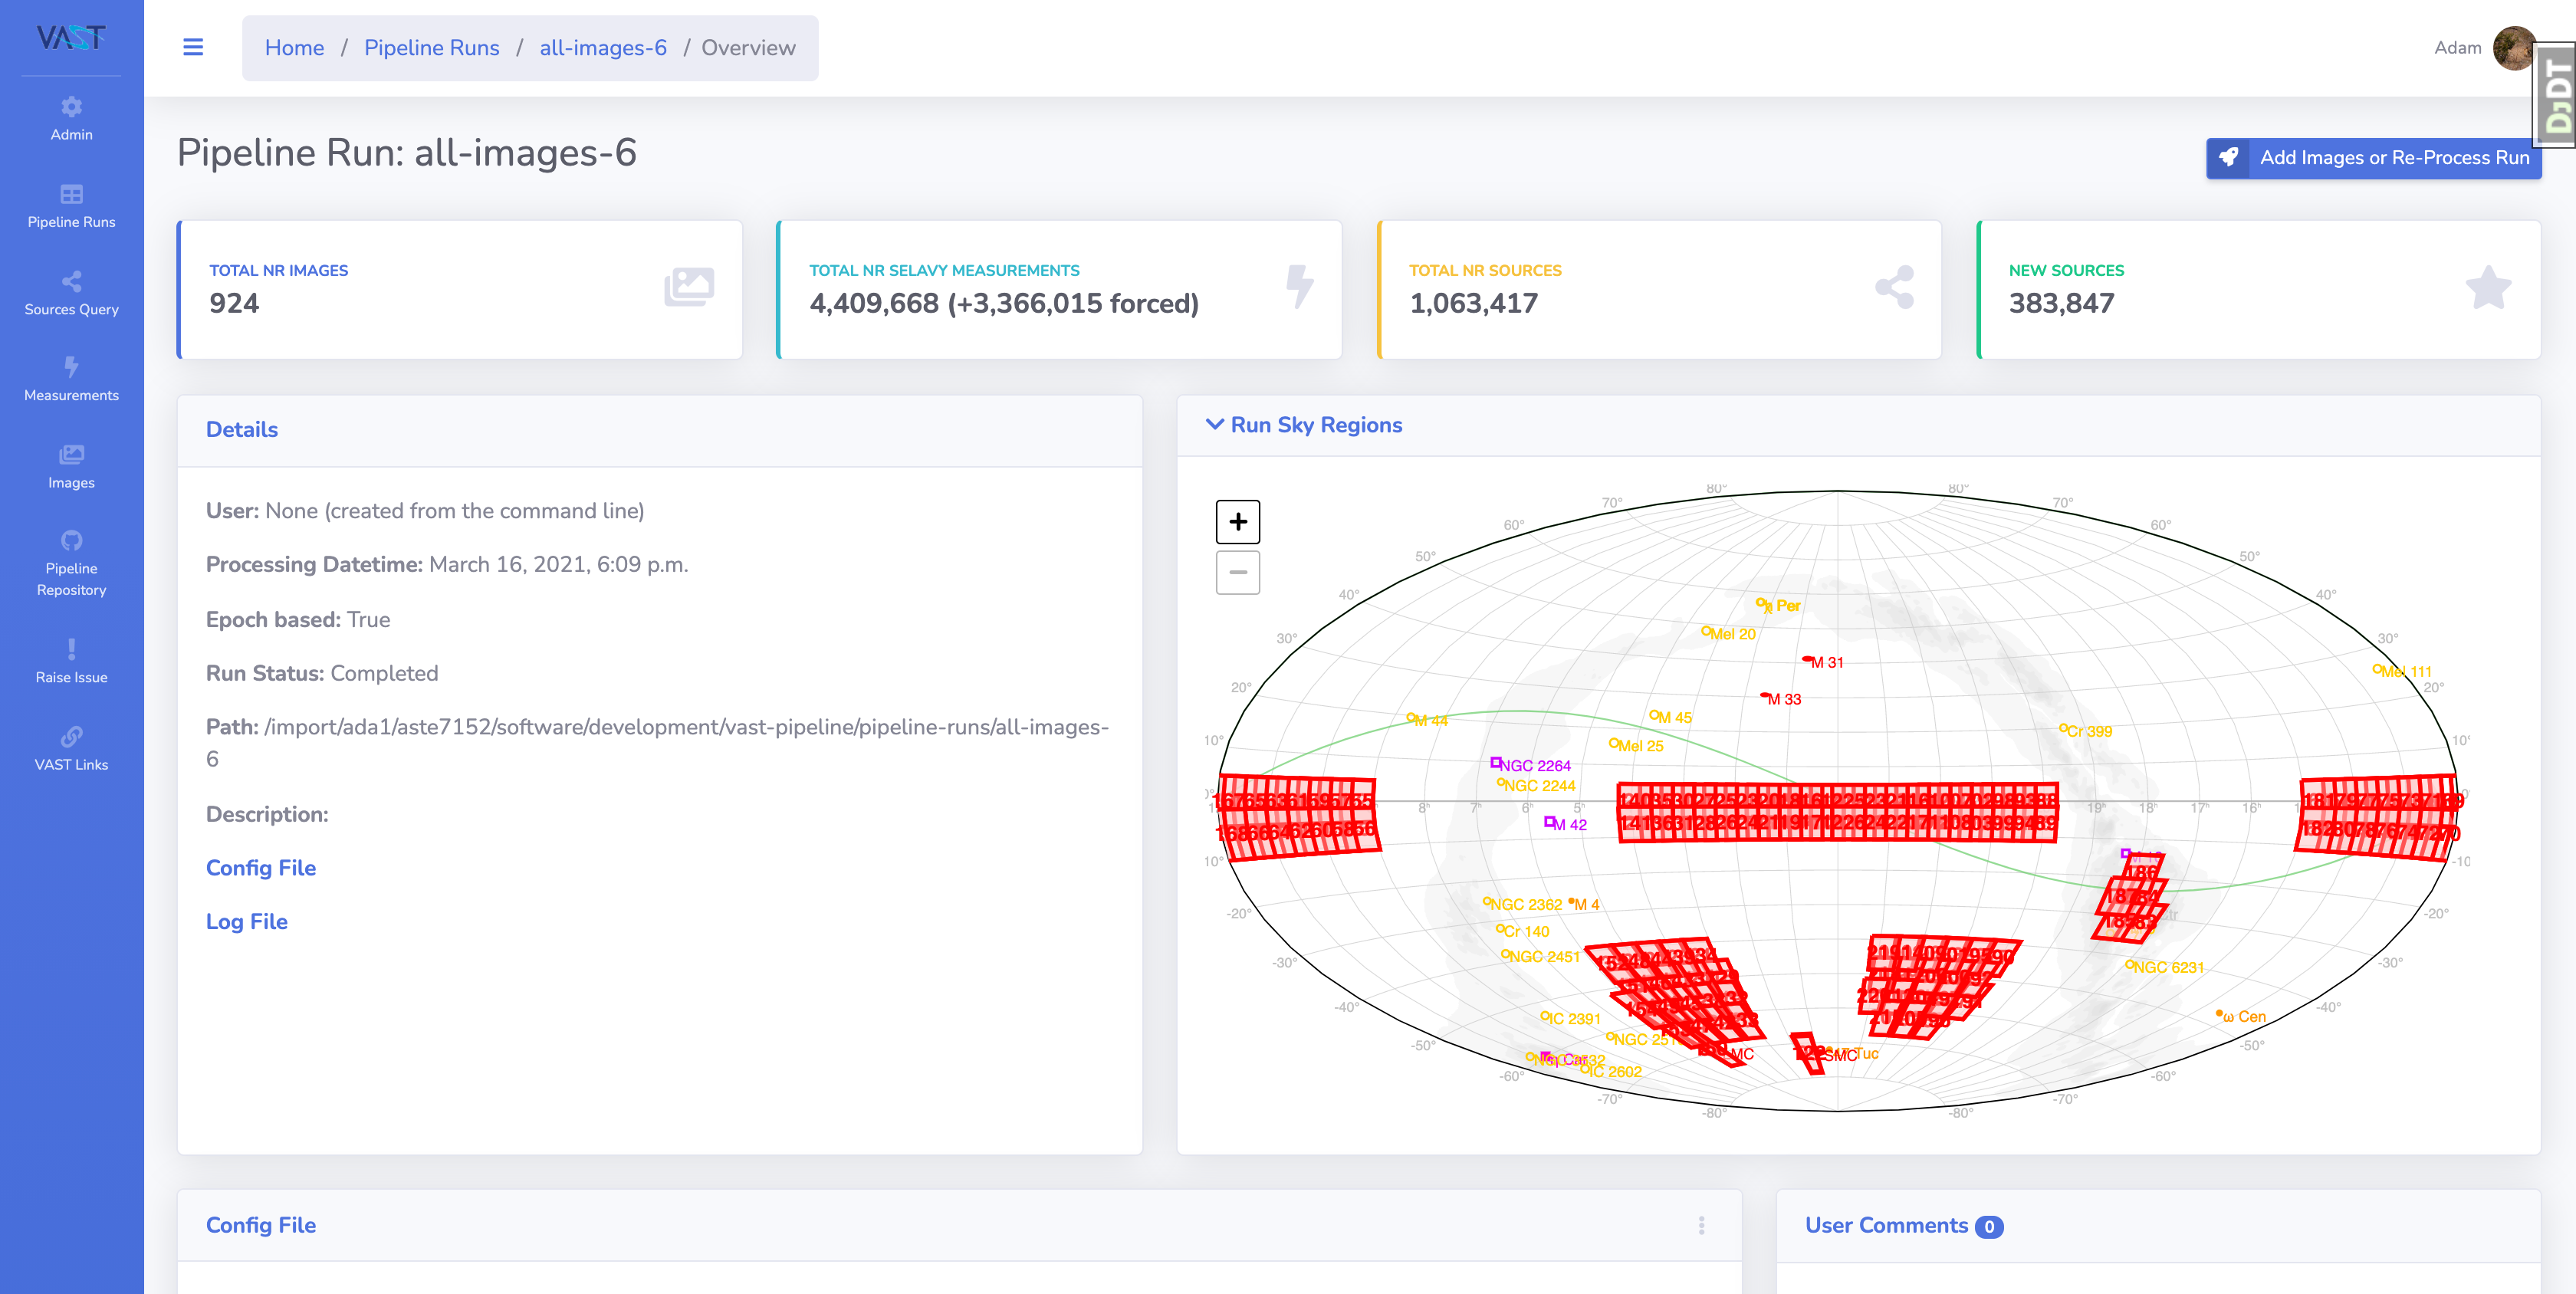 VAST
Home / Pipeline Runs / all-images-6 / Overview
Adam
DjDT
Admin
Pipeline Runs
Sources Query
Measurements
Images
Pipeline
Repository
Raise Issue
VAST Links
Pipeline Run: all-images-6
Add Images or Re-Process Run
TOTAL NR IMAGES
924
TOTAL NR SELAVY MEASUREMENTS
4,409,668 (+3,366,015 forced)
TOTAL NR SOURCES
1,063,417
NEW SOURCES
383,847
Details
User: None (created from the command line)
Processing Datetime: March 16, 2021, 6:09 p.m.
Epoch based: True
Run Status: Completed
Path: /import/ada1/aste7152/software/development/vast-pipeline/pipeline-runs/all-images-
6
Description:
Config File
Log File
Run Sky Regions
+
−
80° 80°
70° 70°
60° 60°
50° 50°
40° 40°
30° 30°
20° 20°
10°
Per
Mel 20
M 31
M 33
Mel 111
M 44
M 45
Cr 399
Mel 25
NGC 2264
NGC 2244
8h 7h 6h 5h 19h 18h 17h 16h
M 42
10° -10
NGC 2362 M 4
-20° -20°
Cr 140
NGC 2451
-30° -30°
NGC 6231
-40° -40°
IC 2391
ω Cen
-50° -50°
SMC Tuc
IC 2602
-60° -60°
-70° -70°
-80° -80°
Config File
User Comments 0